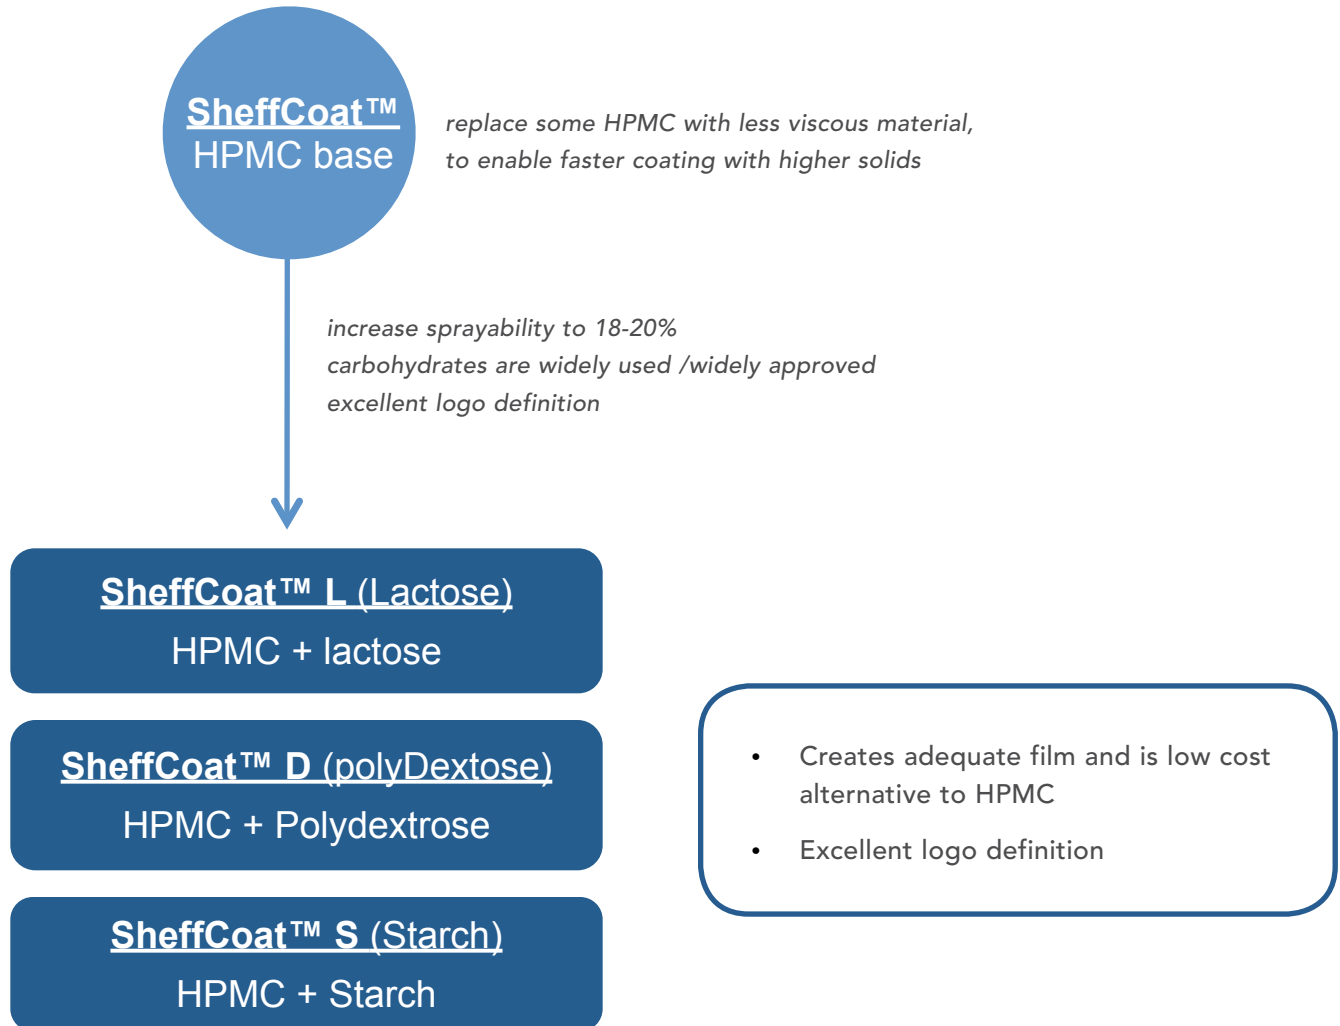 SheffCoat™
HPMC base
replace some HPMC with less viscous material,
to enable faster coating with higher solids
increase sprayability to 18-20%
carbohydrates are widely used /widely approved
excellent logo definition
SheffCoat™ L (Lactose)
HPMC + lactose
SheffCoat™ D (polyDextose)
HPMC + Polydextrose
SheffCoat™ S (Starch)
HPMC + Starch
• Creates adequate film and is low cost
alternative to HPMC
• Excellent logo definition